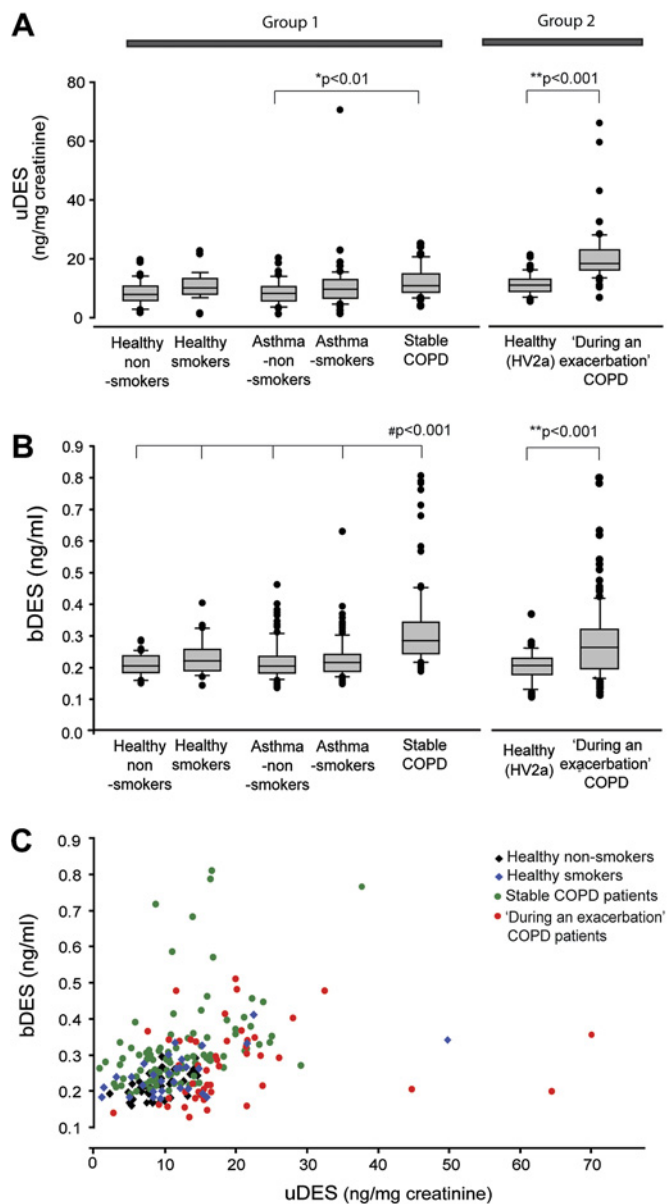 A
Group 1
Group 2
*p<0.01
**p<0.001
80
60
40
20
0
uDES
(ng/mg creatinine)
Healthy
non
-smokers
Healthy
smokers
Asthma
-non
-smokers
Asthma
-smokers
Stable
COPD
Healthy
(HV2a)
'During an
exacerbation'
COPD
B
#p<0.001
**p<0.001
0.9
0.8
0.7
0.6
0.5
0.4
0.3
0.2
0.1
0.0
bDES (ng/ml)
Healthy
non
-smokers
Healthy
smokers
Asthma
-non
-smokers
Asthma
-smokers
Stable
COPD
Healthy
(HV2a)
'During an
exacerbation'
COPD
C
0.9
0.8
0.7
0.6
0.5
0.4
0.3
0.2
0.1
bDES (ng/ml)
Healthy non-smokers
Healthy smokers
Stable COPD patients
'During an exacerbation'
COPD patients
0 10 20 30 40 50 60 70
uDES (ng/mg creatinine)